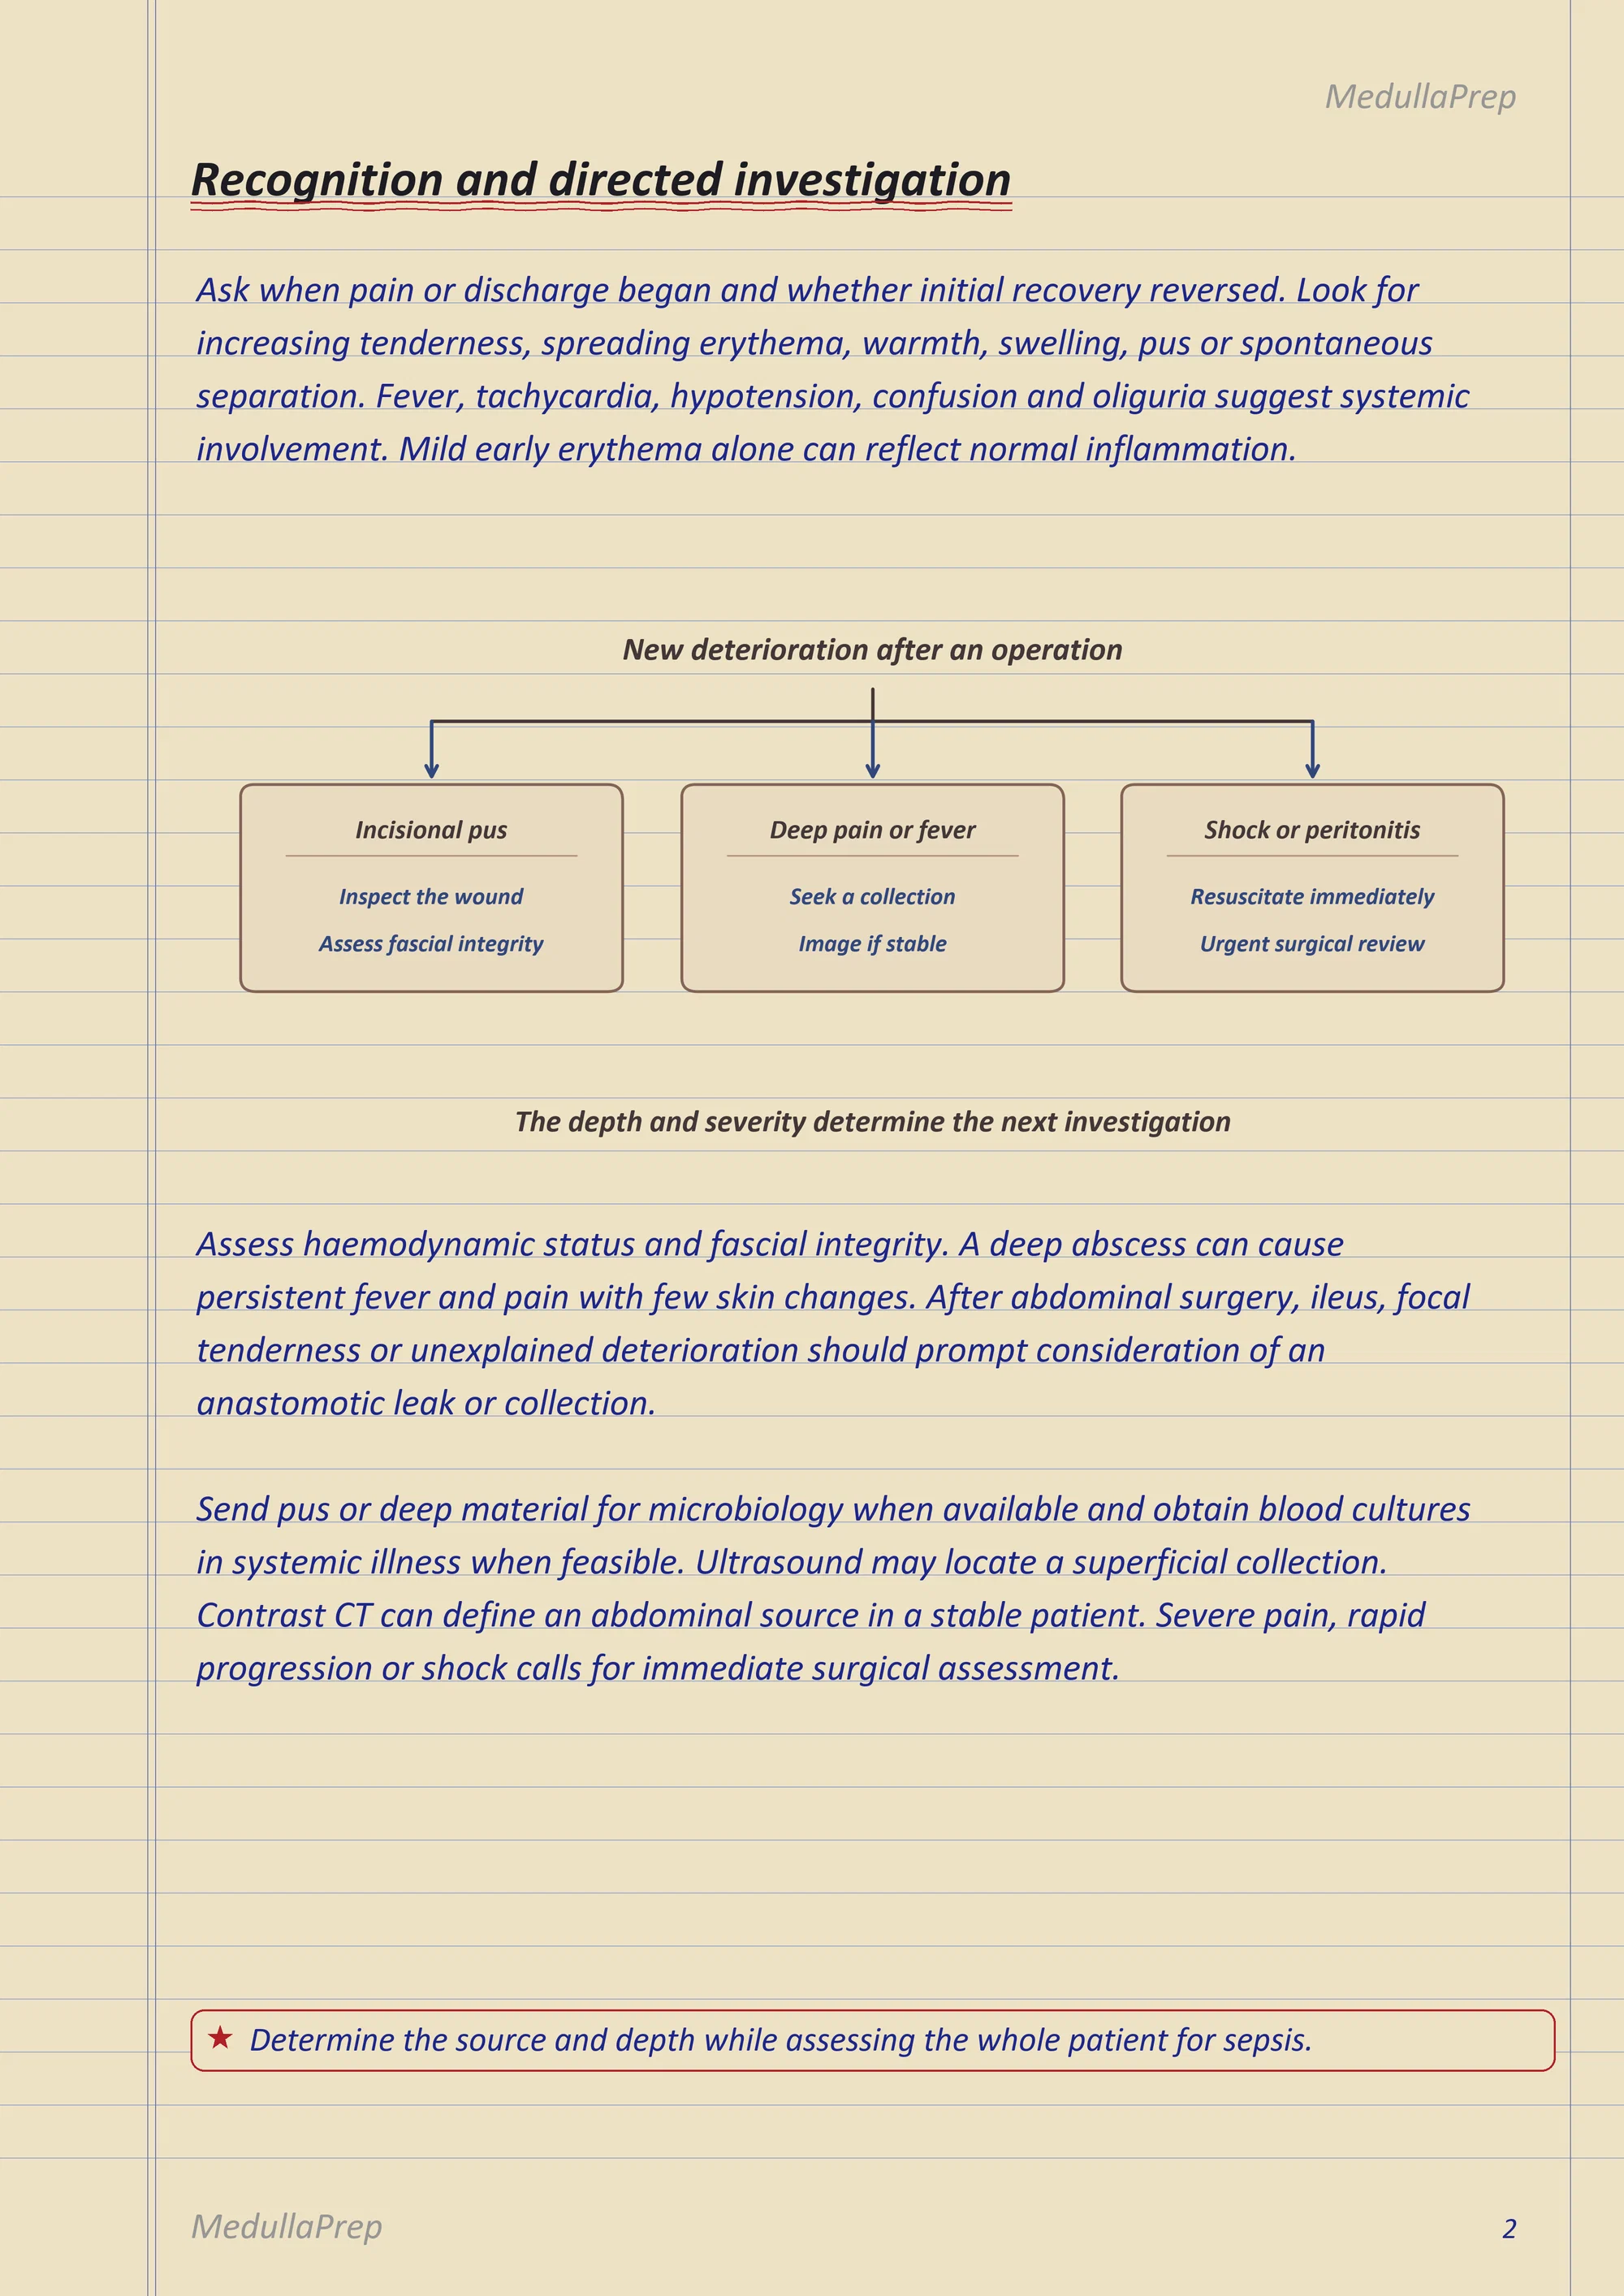 MedullaPrep
Recognition and directed investigation
Ask when pain or discharge began and whether initial recovery reversed. Look for
increasing tenderness, spreading erythema, warmth, swelling, pus or spontaneous
separation. Fever, tachycardia, hypotension, confusion and oliguria suggest systemic
involvement. Mild early erythema alone can reflect normal inflammation.
New deterioration after an operation
Incisional pus
Inspect the wound
Assess fascial integrity
Deep pain or fever
Seek a collection
Image if stable
Shock or peritonitis
Resuscitate immediately
Urgent surgical review
The depth and severity determine the next investigation
Assess haemodynamic status and fascial integrity. A deep abscess can cause
persistent fever and pain with few skin changes. After abdominal surgery, ileus, focal
tenderness or unexplained deterioration should prompt consideration of an
anastomotic leak or collection.
Send pus or deep material for microbiology when available and obtain blood cultures
in systemic illness when feasible. Ultrasound may locate a superficial collection.
Contrast CT can define an abdominal source in a stable patient. Severe pain, rapid
progression or shock calls for immediate surgical assessment.
★ Determine the source and depth while assessing the whole patient for sepsis.
MedullaPrep
2